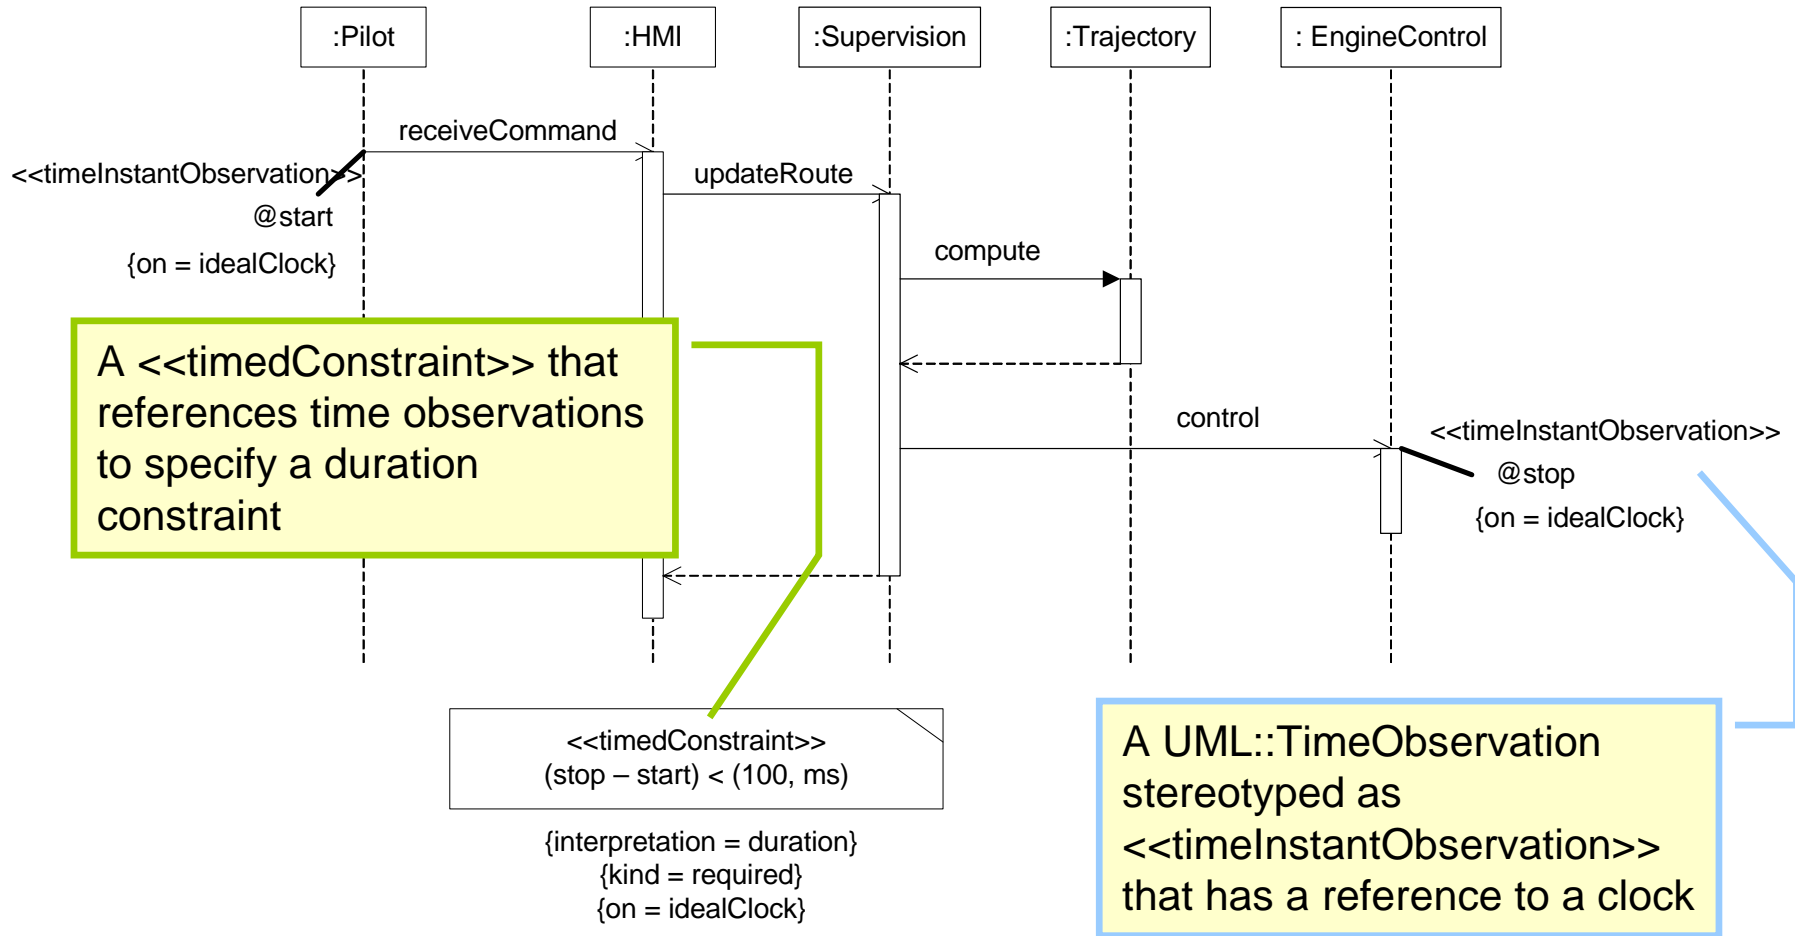 :Pilot
:HMI
:Supervision
:Trajectory
: EngineControl
receiveCommand
<<timeInstantObservation>>
@start
{on = idealClock}
updateRoute
compute
control
<<timeInstantObservation>>
@stop
{on = idealClock}
A <<timedConstraint>> that
references time observations
to specify a duration
constraint
<<timedConstraint>>
(stop – start) < (100, ms)
{interpretation = duration}
{kind = required}
{on = idealClock}
A UML::TimeObservation
stereotyped as
<<timeInstantObservation>>
that has a reference to a clock